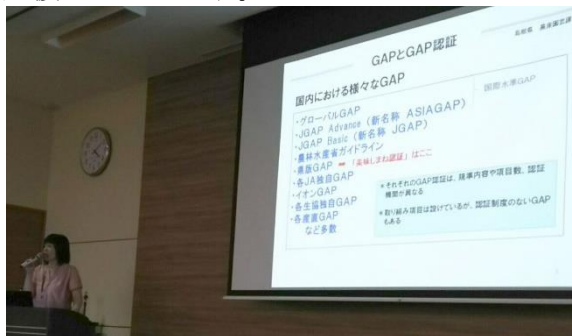 GAPとGAP認証
国内における様々なGAP
国際水準GAP
・グローバルGAP
・JGAP Advance（新名称 ASIAGAP）
・JGAP Basic（新名称 JGAP）
・農林水産省ガイドライン
・県版GAP ➡ 「美味しまね認証」はここ
・各JA独自GAP
・イオンGAP
・各生協独自GAP
・各産直GAP
など多数
＊それぞれのGAP認証は、基準内容や項目数、認証
機関が異なる
＊取り組み項目は設けているが、認証制度のないGAP
もある